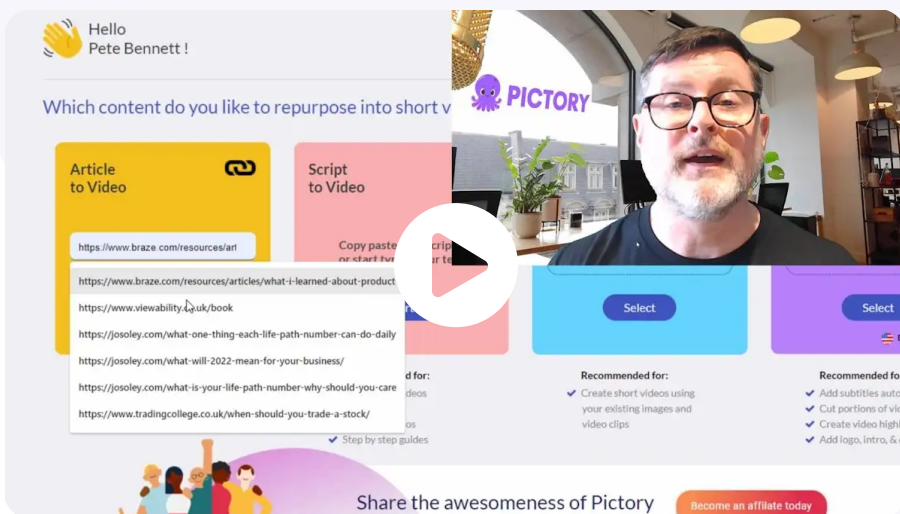 Hello
Pete Bennett !
PICTORY
Which content do you like to repurpose into short v
Article
to Video
Script
to Video
https://www.braze.com/resources/art
Copy paste
or start
https://www.braze.com/resources/articles/what-i-learned-about-product
https://www.viewability.co.uk/book
https://josoley.com/what-one-thing-each-life-path-number-can-do-daily
https://josoley.com/what-will-2022-mean-for-your-business/
https://josoley.com/what-is-your-life-path-number-why-should-you-care
https://www.tradingcollege.co.uk/when-should-you-trade-a-stock/
Select
Select
d for:
deos
os
Step by step guides
Recommended for:
Create short videos using
your existing images and
video clips
Recommended fo
Add subtitles auto
Cut portions of vi
Create video highl
Add logo, intro, &
Share the awesomeness of Pictory
Become an affilate today